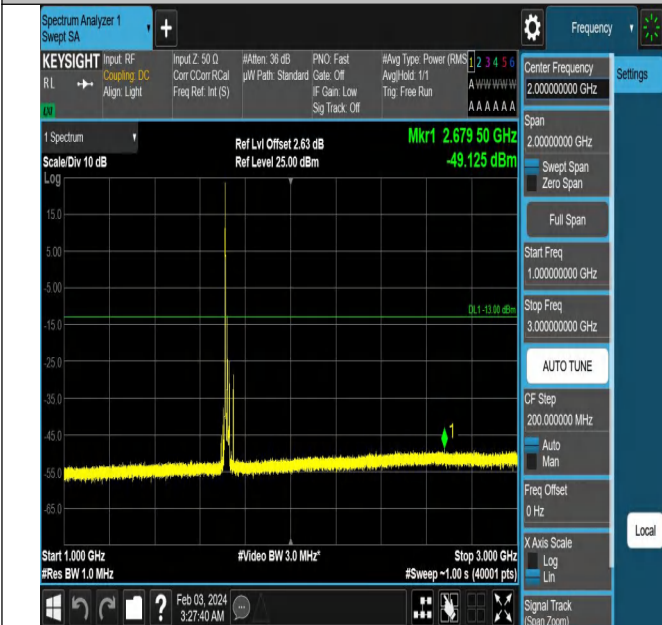 Spectrum Analyzer 1
Swept SA
Frequency
KEYSIGHT
RL
LXI
Input: RF
Coupling: DC
Align: Light
Input Z: 50 Ω
Corr CCorr RCal
Freq Ref: Int (S)
#Atten: 36 dB
µW Path: Standard
PNO: Fast
Gate: Off
IF Gain: Low
Sig Track: Off
#Avg Type: Power (RMS
Avg|Hold: 1/1
Trig: Free Run
1 2 3 4 5 6
A W W W W W
A A A A A A
1 Spectrum
Scale/Div 10 dB
Log
Ref Lvl Offset 2.63 dB
Ref Level 25.00 dBm
Mkr1 2.679 50 GHz
-49.125 dBm
15.0
5.00
-5.00
-15.0
-25.0
-35.0
-45.0
-55.0
-65.0
DL1 -13.00 dBm
1
Start 1.000 GHz
#Res BW 1.0 MHz
#Video BW 3.0 MHz*
Stop 3.000 GHz
#Sweep ~1.00 s (40001 pts)
Feb 03, 2024
3:27:40 AM
?
Center Frequency
2.00000000 GHz
Settings
Span
2.00000000 GHz
Swept Span
Zero Span
Full Span
Start Freq
1.000000000 GHz
Stop Freq
3.000000000 GHz
AUTO TUNE
CF Step
200.000000 MHz
Auto
Man
Freq Offset
0 Hz
X Axis Scale
Log
Lin
Local
Signal Track
(Span Zoom)